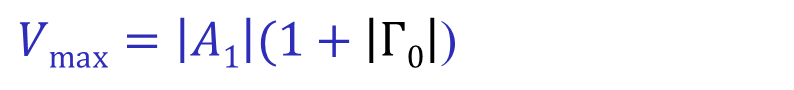 V_max = |A_1|(1 + |Γ_0|)